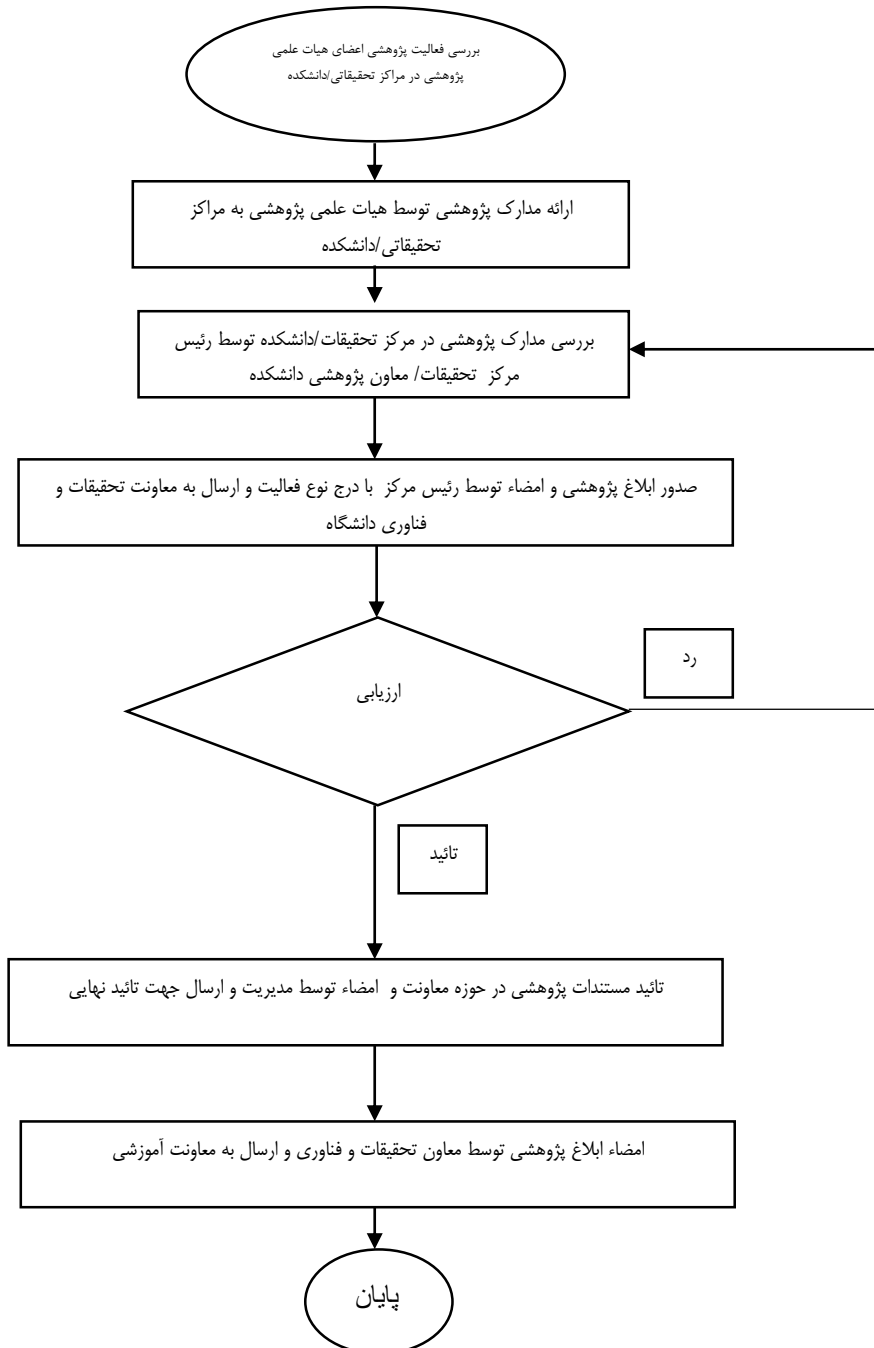 بررسی فعالیت پژوهشی اعضای هیات علمی
پژوهشی در مراکز تحقیقاتی/دانشکده
ارائه مدارک پژوهشی توسط هیات علمی پژوهشی به مراکز
تحقیقاتی/دانشکده
بررسی مدارک پژوهشی در مرکز تحقیقات/دانشکده توسط رئیس
مرکز تحقیقات/ معاون پژوهشی دانشکده
صدور ابلاغ پژوهشی و امضاء توسط رئیس مرکز با درج نوع فعالیت و ارسال به معاونت تحقیقات و
فناوری دانشگاه
ارزیابی
رد
تائید
تائید مستندات پژوهشی در حوزه معاونت و امضاء توسط مدیریت و ارسال جهت تائید نهایی
امضاء ابلاغ پژوهشی توسط معاون تحقیقات و فناوری و ارسال به معاونت آموزشی
پایان